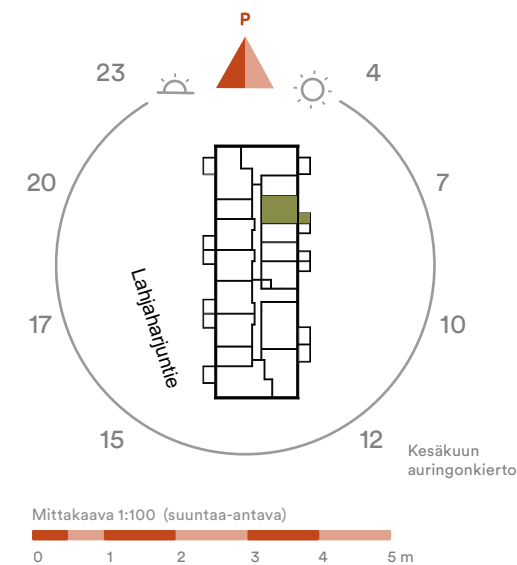 P
23
4
20
7
Lahjaharjuntie
17
10
15
12
Kesäkuun
auringonkierto
Mittakaava 1:100 (suuntaa-antava)
0 1 2 3 4 5 m